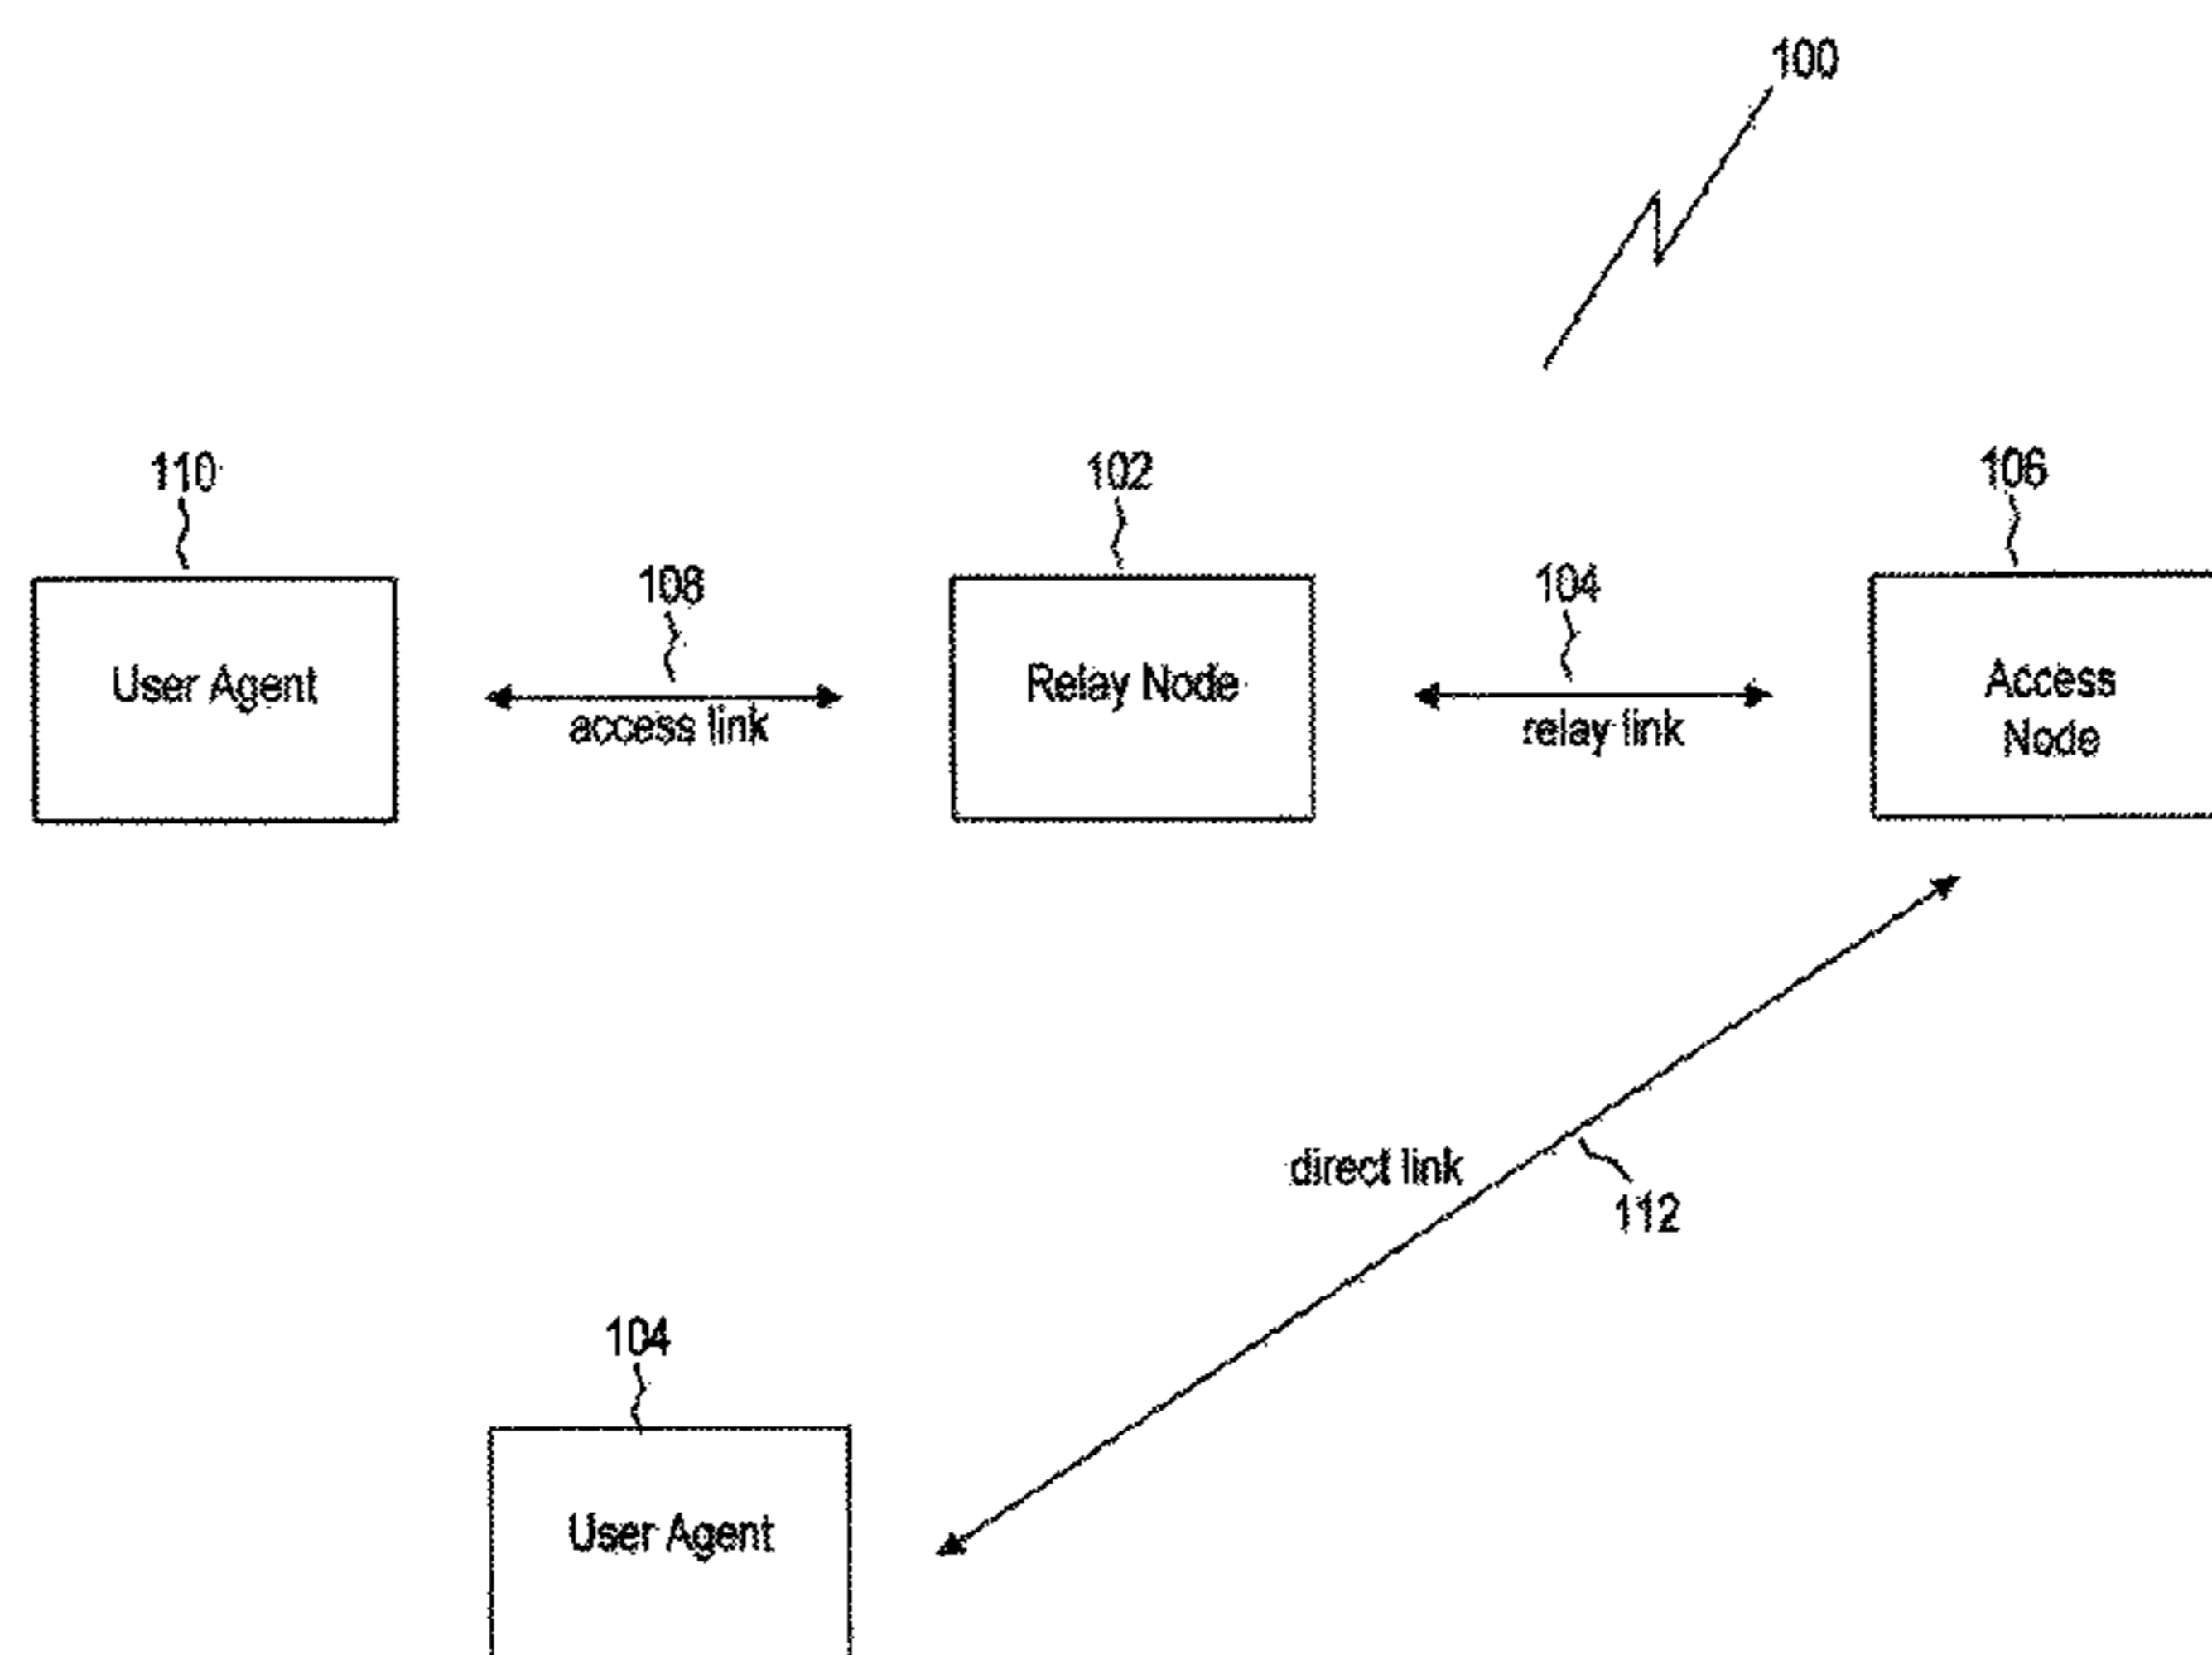 100
110
102
106
108
104
User Agent
access link
Relay Node
relay link
Access
Node
direct link
112
104
User Agent